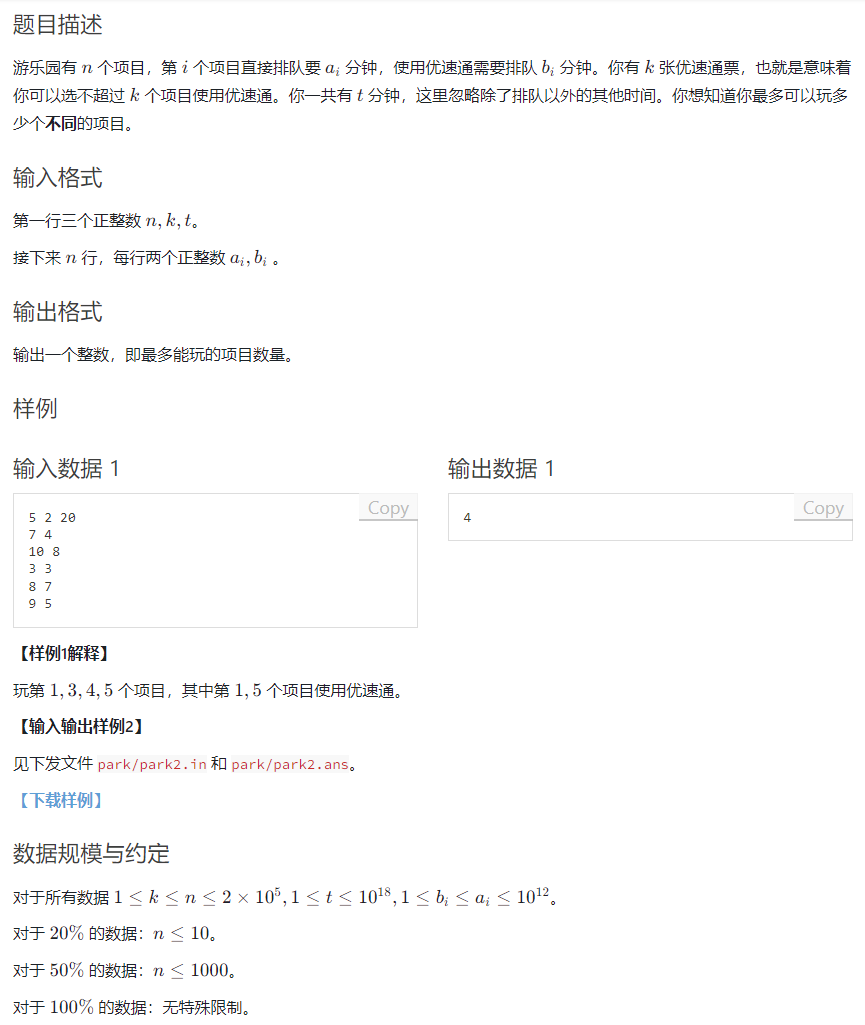 题目描述
游乐园有 n 个项目，第 i 个项目直接排队要 a_i 分钟，使用优速通需要排队 b_i 分钟。你有 k 张优速通票，也就是意味着
你可以选不超过 k 个项目使用优速通。你一共有 t 分钟，这里忽略除了排队以外的其他时间。你想知道你最多可以玩多
少个不同的项目。
输入格式
第一行三个正整数 n, k, t。
接下来 n 行，每行两个正整数 a_i, b_i 。
输出格式
输出一个整数，即最多能玩的项目数量。
样例
输入数据 1
Copy
5 2 20
7 4
10 8
3 3
8 7
9 5
输出数据 1
Copy
4
【样例1解释】
玩第 1, 3, 4, 5 个项目，其中第 1, 5 个项目使用优速通。
【输入输出样例2】
见下发文件 park/park2.in 和 park/park2.ans。
【下载样例】
数据规模与约定
对于所有数据 1 ≤ k ≤ n ≤ 2 × 10^5, 1 ≤ t ≤ 10^18, 1 ≤ b_i ≤ a_i ≤ 10^12。
对于 20% 的数据：n ≤ 10。
对于 50% 的数据：n ≤ 1000。
对于 100% 的数据：无特殊限制。